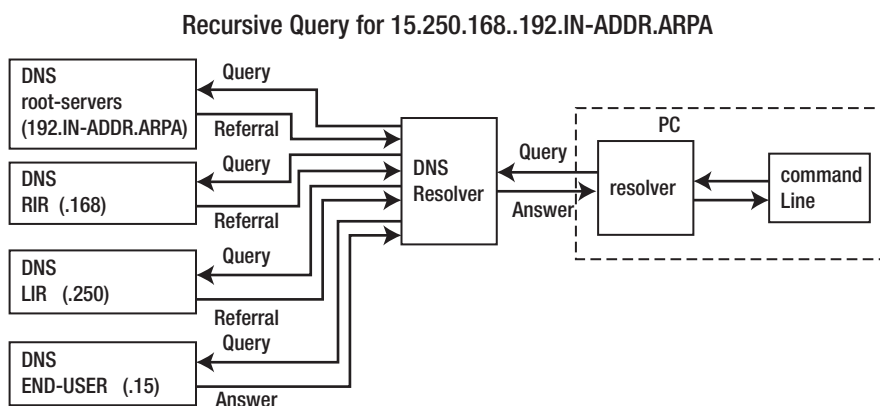 Recursive Query for 15.250.168..192.IN-ADDR.ARPA
DNS
root-servers
(192.IN-ADDR.ARPA)
Query
Referral
DNS
RIR (.168)
Query
Referral
DNS
LIR (.250)
Query
Referral
DNS
END-USER (.15)
Query
Answer
DNS
Resolver
Query
Answer
PC
resolver
command
Line